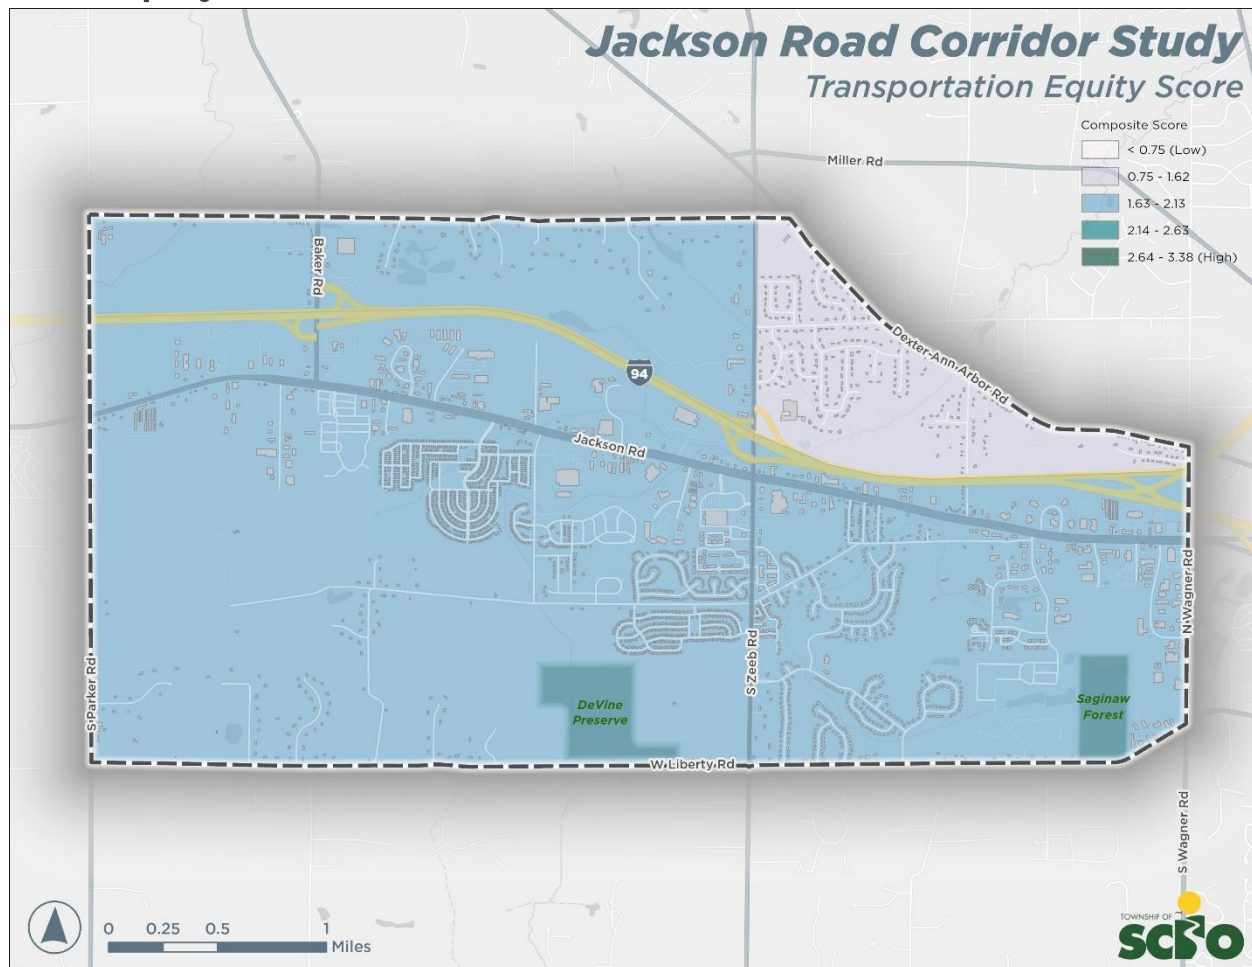 Jackson Road Corridor Study
Transportation Equity Score
Composite Score
< 0.75 (Low)
0.75 - 1.62
1.63 - 2.13
2.14 - 2.63
2.64 - 3.38 (High)
Miller Rd
Baker Rd
Dexter-Ann Arbor Rd
94
Jackson Rd
N Wagner Rd
S Parker Rd
S Zeeb Rd
DeVine
Preserve
Saginaw
Forest
W Liberty Rd
S Wagner Rd
0 0.25 0.5 1
Miles
TOWNSHIP OF
SCIO